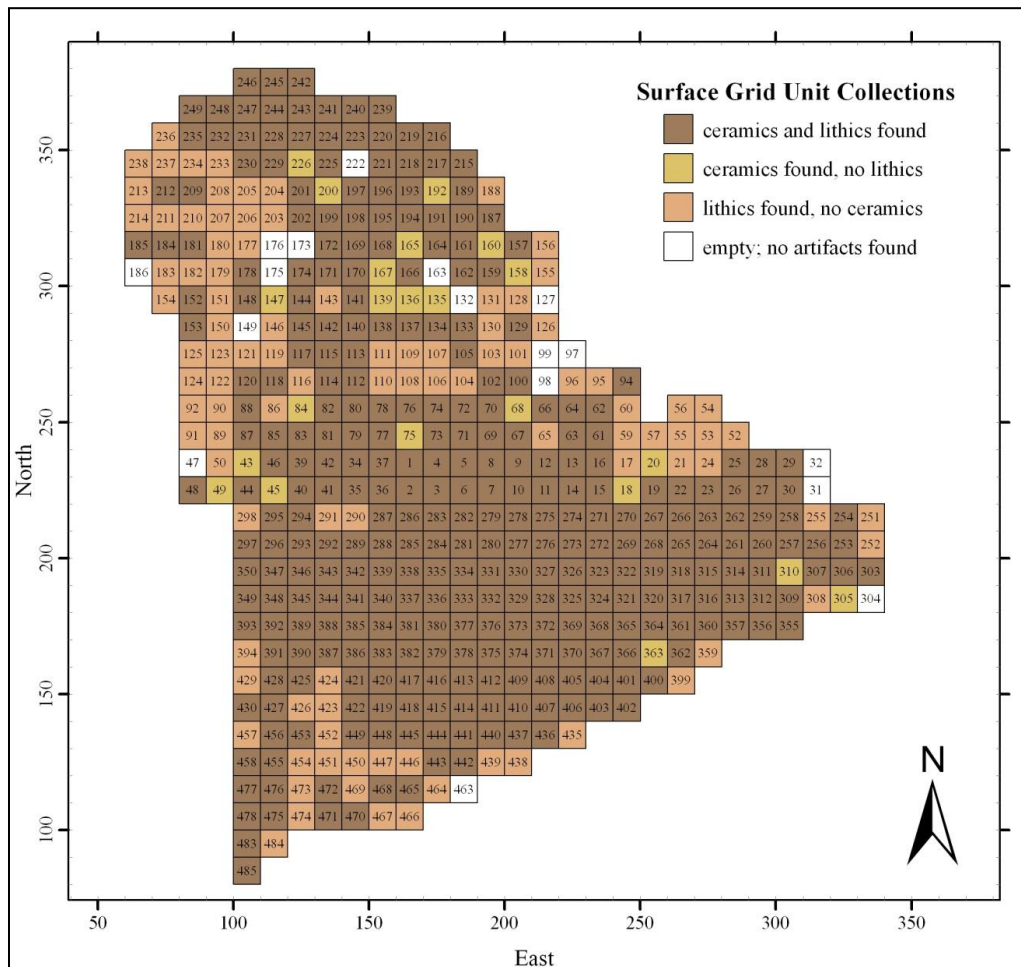 246 245 242
Surface Grid Unit Collections
249 248 247 244 243 241 240 239
ceramics and lithics found
236 235 232 231 228 227 224 223 220 219 216
350
238 237 234 233 230 229 226 225 222 221 218 217 215
ceramics found, no lithics
213 212 209 208 205 204 201 200 197 196 193 192 189 188
lithics found, no ceramics
214 211 210 207 206 203 202 199 198 195 194 191 190 187
185 184 181 180 177 176 173 172 169 168 165 164 161 160 157 156
empty; no artifacts found
186 183 182 179 178 175 174 171 170 167 166 163 162 159 158 155
300
154 152 151 148 147 144 143 141 139 136 135 132 131 128 127
153 150 149 146 145 142 140 138 137 134 133 130 129 126
125 123 121 119 117 115 113 111 109 107 105 103 101 99 97
124 122 120 118 116 114 112 110 108 106 104 102 100 98 96 95 94
92 90 88 86 84 82 80 78 76 74 72 70 68 66 64 62 60 56 54
250
91 89 87 85 83 81 79 77 75 73 71 69 67 65 63 61 59 57 55 53 52
47 50 43 46 39 42 34 37 1 4 5 8 9 12 13 16 17 20 21 24 25 28 29 32
North
48 49 44 45 40 41 35 36 2 3 6 7 10 11 14 15 18 19 22 23 26 27 30 31
298 295 294 291 290 287 286 283 282 279 278 275 274 271 270 267 266 263 262 259 258 255 254 251
297 296 293 292 289 288 285 284 281 280 277 276 273 272 269 268 265 264 261 260 257 256 253 252
200
350 347 346 343 342 339 338 335 334 331 330 327 326 323 322 319 318 315 314 311 310 307 306 303
349 348 345 344 341 340 337 336 333 332 329 328 325 324 321 320 317 316 313 312 309 308 305 304
393 392 389 388 385 384 381 380 377 376 373 372 369 368 365 364 361 360 357 356 355
394 391 390 387 386 383 382 379 378 375 374 371 370 367 366 363 362 359
429 428 425 424 421 420 417 416 413 412 409 408 405 404 401 400 399
150
430 427 426 423 422 419 418 415 414 411 410 407 406 403 402
457 456 453 452 449 448 445 444 441 440 437 436 435
458 455 454 451 450 447 446 443 442 439 438
N
477 476 473 472 469 468 465 464 463
478 475 474 471 470 467 466
100
483 484
485
50 100 150 200 250 300 350
East